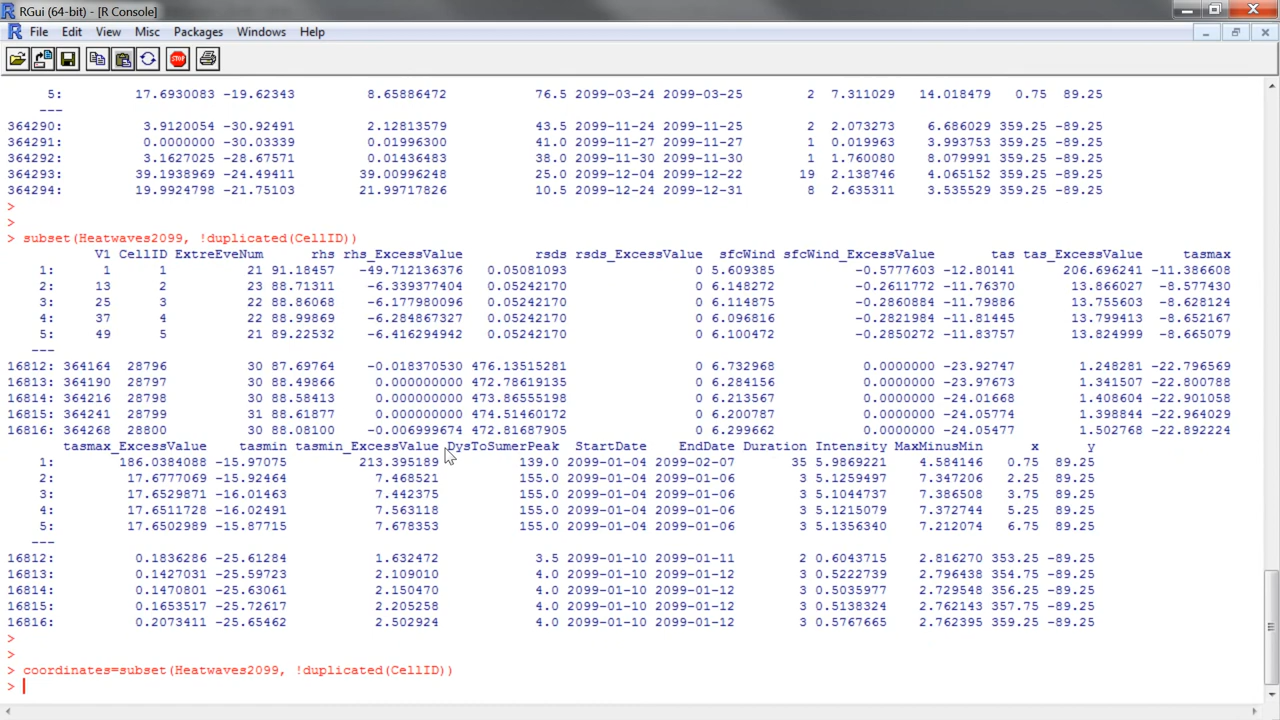 RGui (64-bit) - [R Console]
File Edit View Misc Packages Windows Help
STOP
5: 17.6930083 -19.62343 8.65886472 76.5 2099-03-24 2099-03-25 2 7.311029 14.018479 0.75 89.25
---
364290: 3.9120054 -30.92491 2.12813579 43.5 2099-11-24 2099-11-25 2 2.073273 6.686029 359.25 -89.25
364291: 0.0000000 -30.03339 0.01996300 41.0 2099-11-27 2099-11-27 1 0.019963 3.993753 359.25 -89.25
364292: 3.1627025 -28.67571 0.01436483 38.0 2099-11-30 2099-11-30 1 1.760080 8.079991 359.25 -89.25
364293: 39.1938969 -24.49411 39.00996248 25.0 2099-12-04 2099-12-22 19 2.138746 4.065152 359.25 -89.25
364294: 19.9924798 -21.75103 21.99717826 10.5 2099-12-24 2099-12-31 8 2.635311 3.535529 359.25 -89.25
>
>
> subset(Heatwaves2099, !duplicated(CellID))
V1 CellID ExtreEveNum rhs rhs_ExcessValue rsds rsds_ExcessValue sfcWind sfcWind_ExcessValue tas tas_ExcessValue tasmax
1: 1 1 21 91.18457 -49.712136376 0.05081093 0 5.609385 -0.5777603 -12.80141 206.696241 -11.386608
2: 13 2 23 88.71311 -6.339377404 0.05242170 0 6.148272 -0.2611772 -11.76370 13.866027 -8.577430
3: 25 3 22 88.86068 -6.177980096 0.05242170 0 6.114875 -0.2860884 -11.79886 13.755603 -8.628124
4: 37 4 22 88.99869 -6.284867327 0.05242170 0 6.096816 -0.2821984 -11.81445 13.799413 -8.652167
5: 49 5 21 89.22532 -6.416294942 0.05242170 0 6.100472 -0.2850272 -11.83757 13.824999 -8.665079
---
16812: 364164 28796 30 87.69764 -0.018370530 476.13515281 0 6.732968 0.0000000 -23.92747 1.248281 -22.796569
16813: 364190 28797 30 88.49866 0.000000000 472.78619135 0 6.284156 0.0000000 -23.97673 1.341507 -22.800788
16814: 364216 28798 30 88.58413 0.000000000 473.86555198 0 6.213567 0.0000000 -24.01668 1.408604 -22.901058
16815: 364241 28799 31 88.61877 0.000000000 474.51460172 0 6.200787 0.0000000 -24.05774 1.398844 -22.964029
16816: 364268 28800 30 88.08100 -0.006999674 472.81687905 0 6.299662 0.0000000 -24.05477 1.502768 -22.892224
tasmax_ExcessValue tasmin tasmin_ExcessValue DysToSumerPeak StartDate EndDate Duration Intensity MaxMinusMin x y
1: 186.0384088 -15.97075 213.395189 139.0 2099-01-04 2099-02-07 35 5.9869221 4.584146 0.75 89.25
2: 17.6777069 -15.92464 7.468521 155.0 2099-01-04 2099-01-06 3 5.1259497 7.347206 2.25 89.25
3: 17.6529871 -16.01463 7.442375 155.0 2099-01-04 2099-01-06 3 5.1044737 7.386508 3.75 89.25
4: 17.6511728 -16.02491 7.563118 155.0 2099-01-04 2099-01-06 3 5.1215079 7.372744 5.25 89.25
5: 17.6502989 -15.87715 7.678353 155.0 2099-01-04 2099-01-06 3 5.1356340 7.212074 6.75 89.25
---
16812: 0.1836286 -25.61284 1.632472 3.5 2099-01-10 2099-01-11 2 0.6043715 2.816270 353.25 -89.25
16813: 0.1427031 -25.59723 2.109010 4.0 2099-01-10 2099-01-12 3 0.5222739 2.796438 354.75 -89.25
16814: 0.1470801 -25.63061 2.150470 4.0 2099-01-10 2099-01-12 3 0.5035977 2.729548 356.25 -89.25
16815: 0.1653517 -25.72617 2.205258 4.0 2099-01-10 2099-01-12 3 0.5138324 2.762143 357.75 -89.25
16816: 0.2073411 -25.65462 2.502924 4.0 2099-01-10 2099-01-12 3 0.5767665 2.762395 359.25 -89.25
>
>
> coordinates=subset(Heatwaves2099, !duplicated(CellID))
>